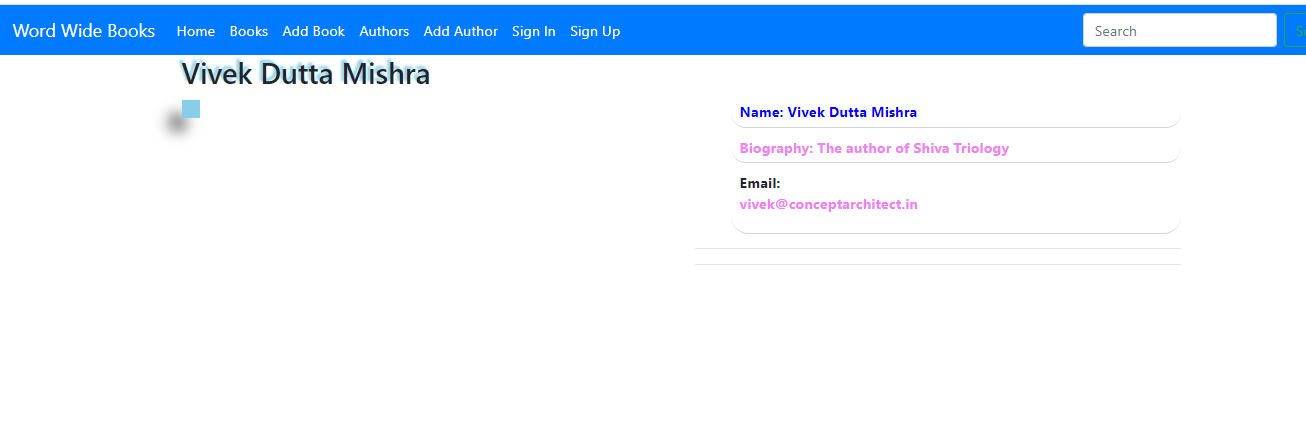 Word Wide Books Home Books Add Book Authors Add Author Sign In Sign Up Search
Vivek Dutta Mishra
Name: Vivek Dutta Mishra
Biography: The author of Shiva Triology
Email:
vivek@conceptarchitect.in